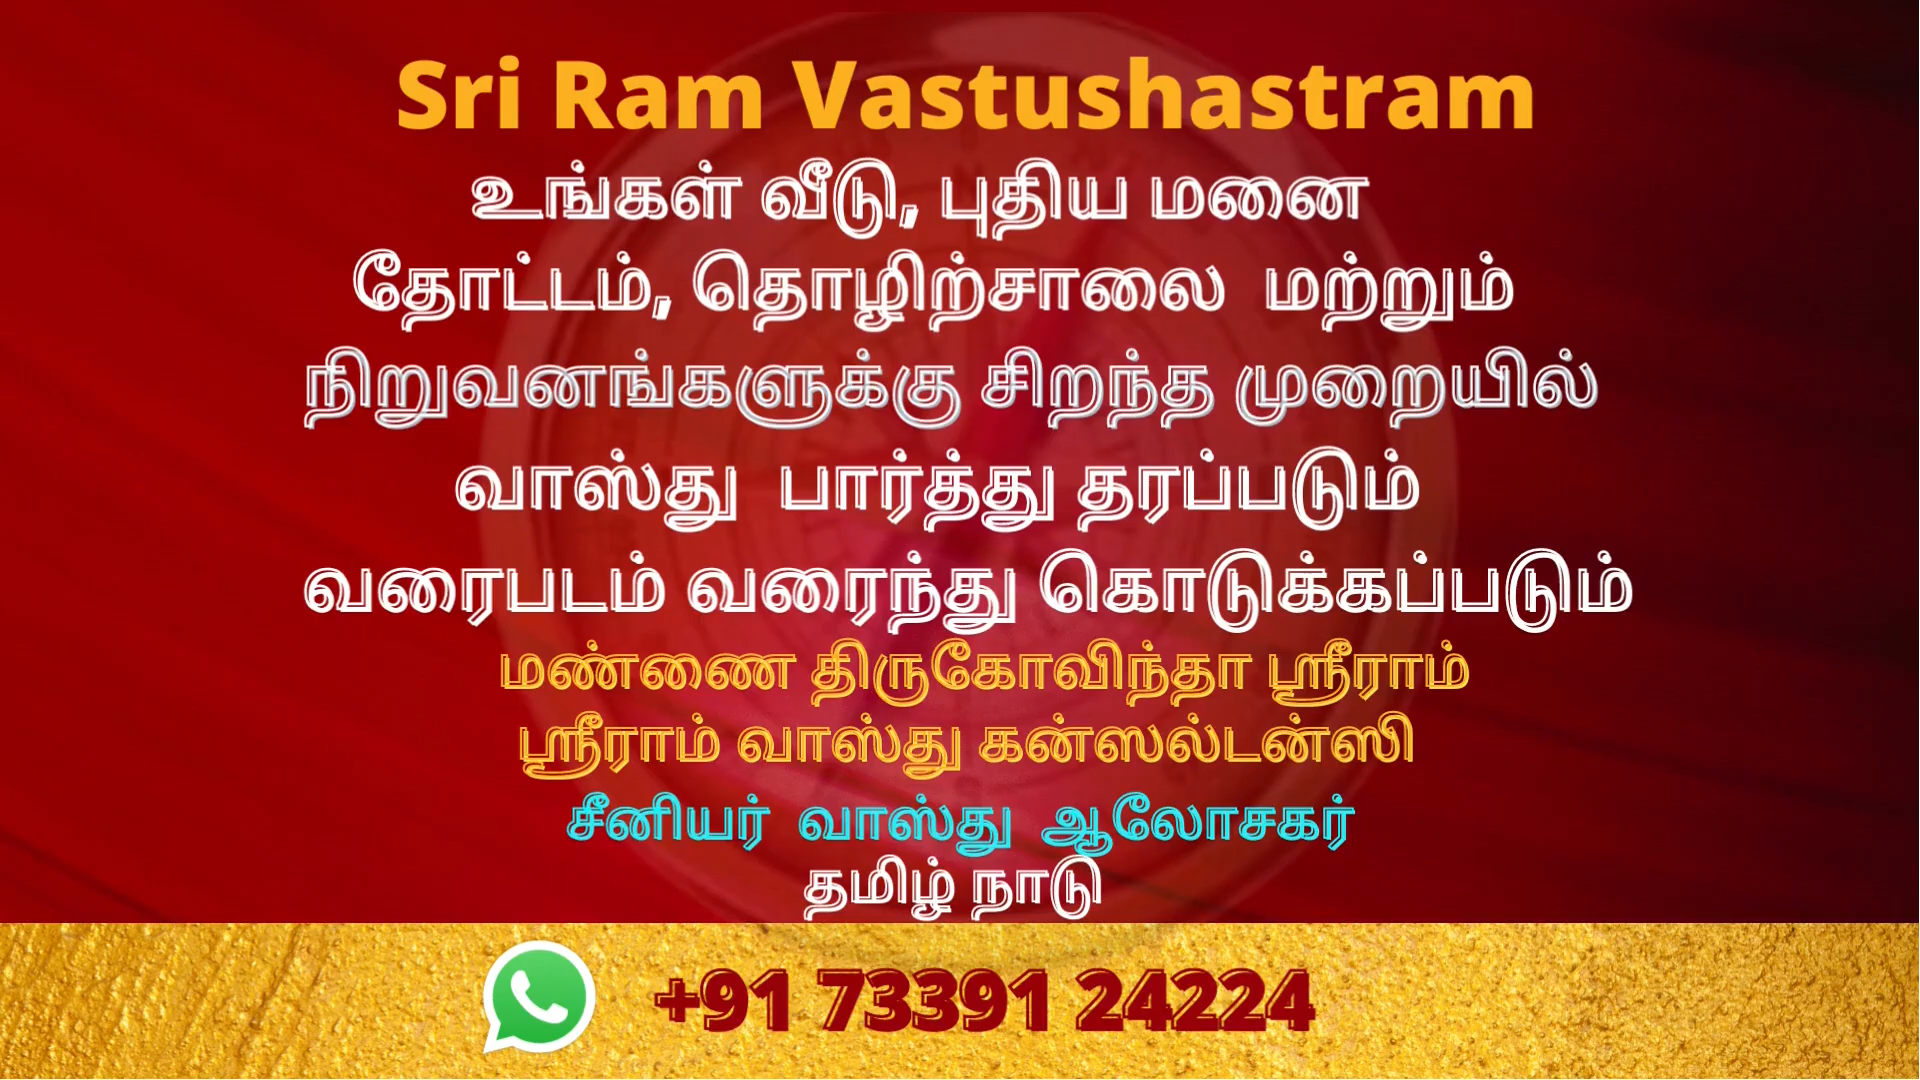 Sri Ram Vastushastram
உங்கள் வீடு, புதிய மனை
தோட்டம், தொழிற்சாலை மற்றும்
நிறுவனங்களுக்கு சிறந்த முறையில்
வாஸ்து பார்த்து தரப்படும்
வரைபடம் வரைந்து கொடுக்கப்படும்
மண்ணை திருகோவிந்தா ஸ்ரீராம்
ஸ்ரீராம் வாஸ்து கன்ஸல்டன்ஸி
சீனியர் வாஸ்து ஆலோசகர்
தமிழ் நாடு
+91 73391 24224